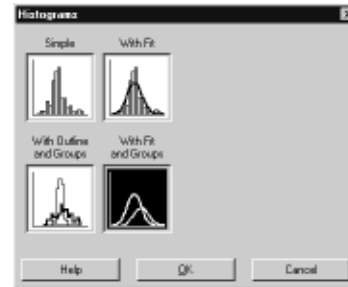 Histograms
Simple
With Fit
With Outline
and Groups
With Fit
and Groups
Help
OK
Cancel